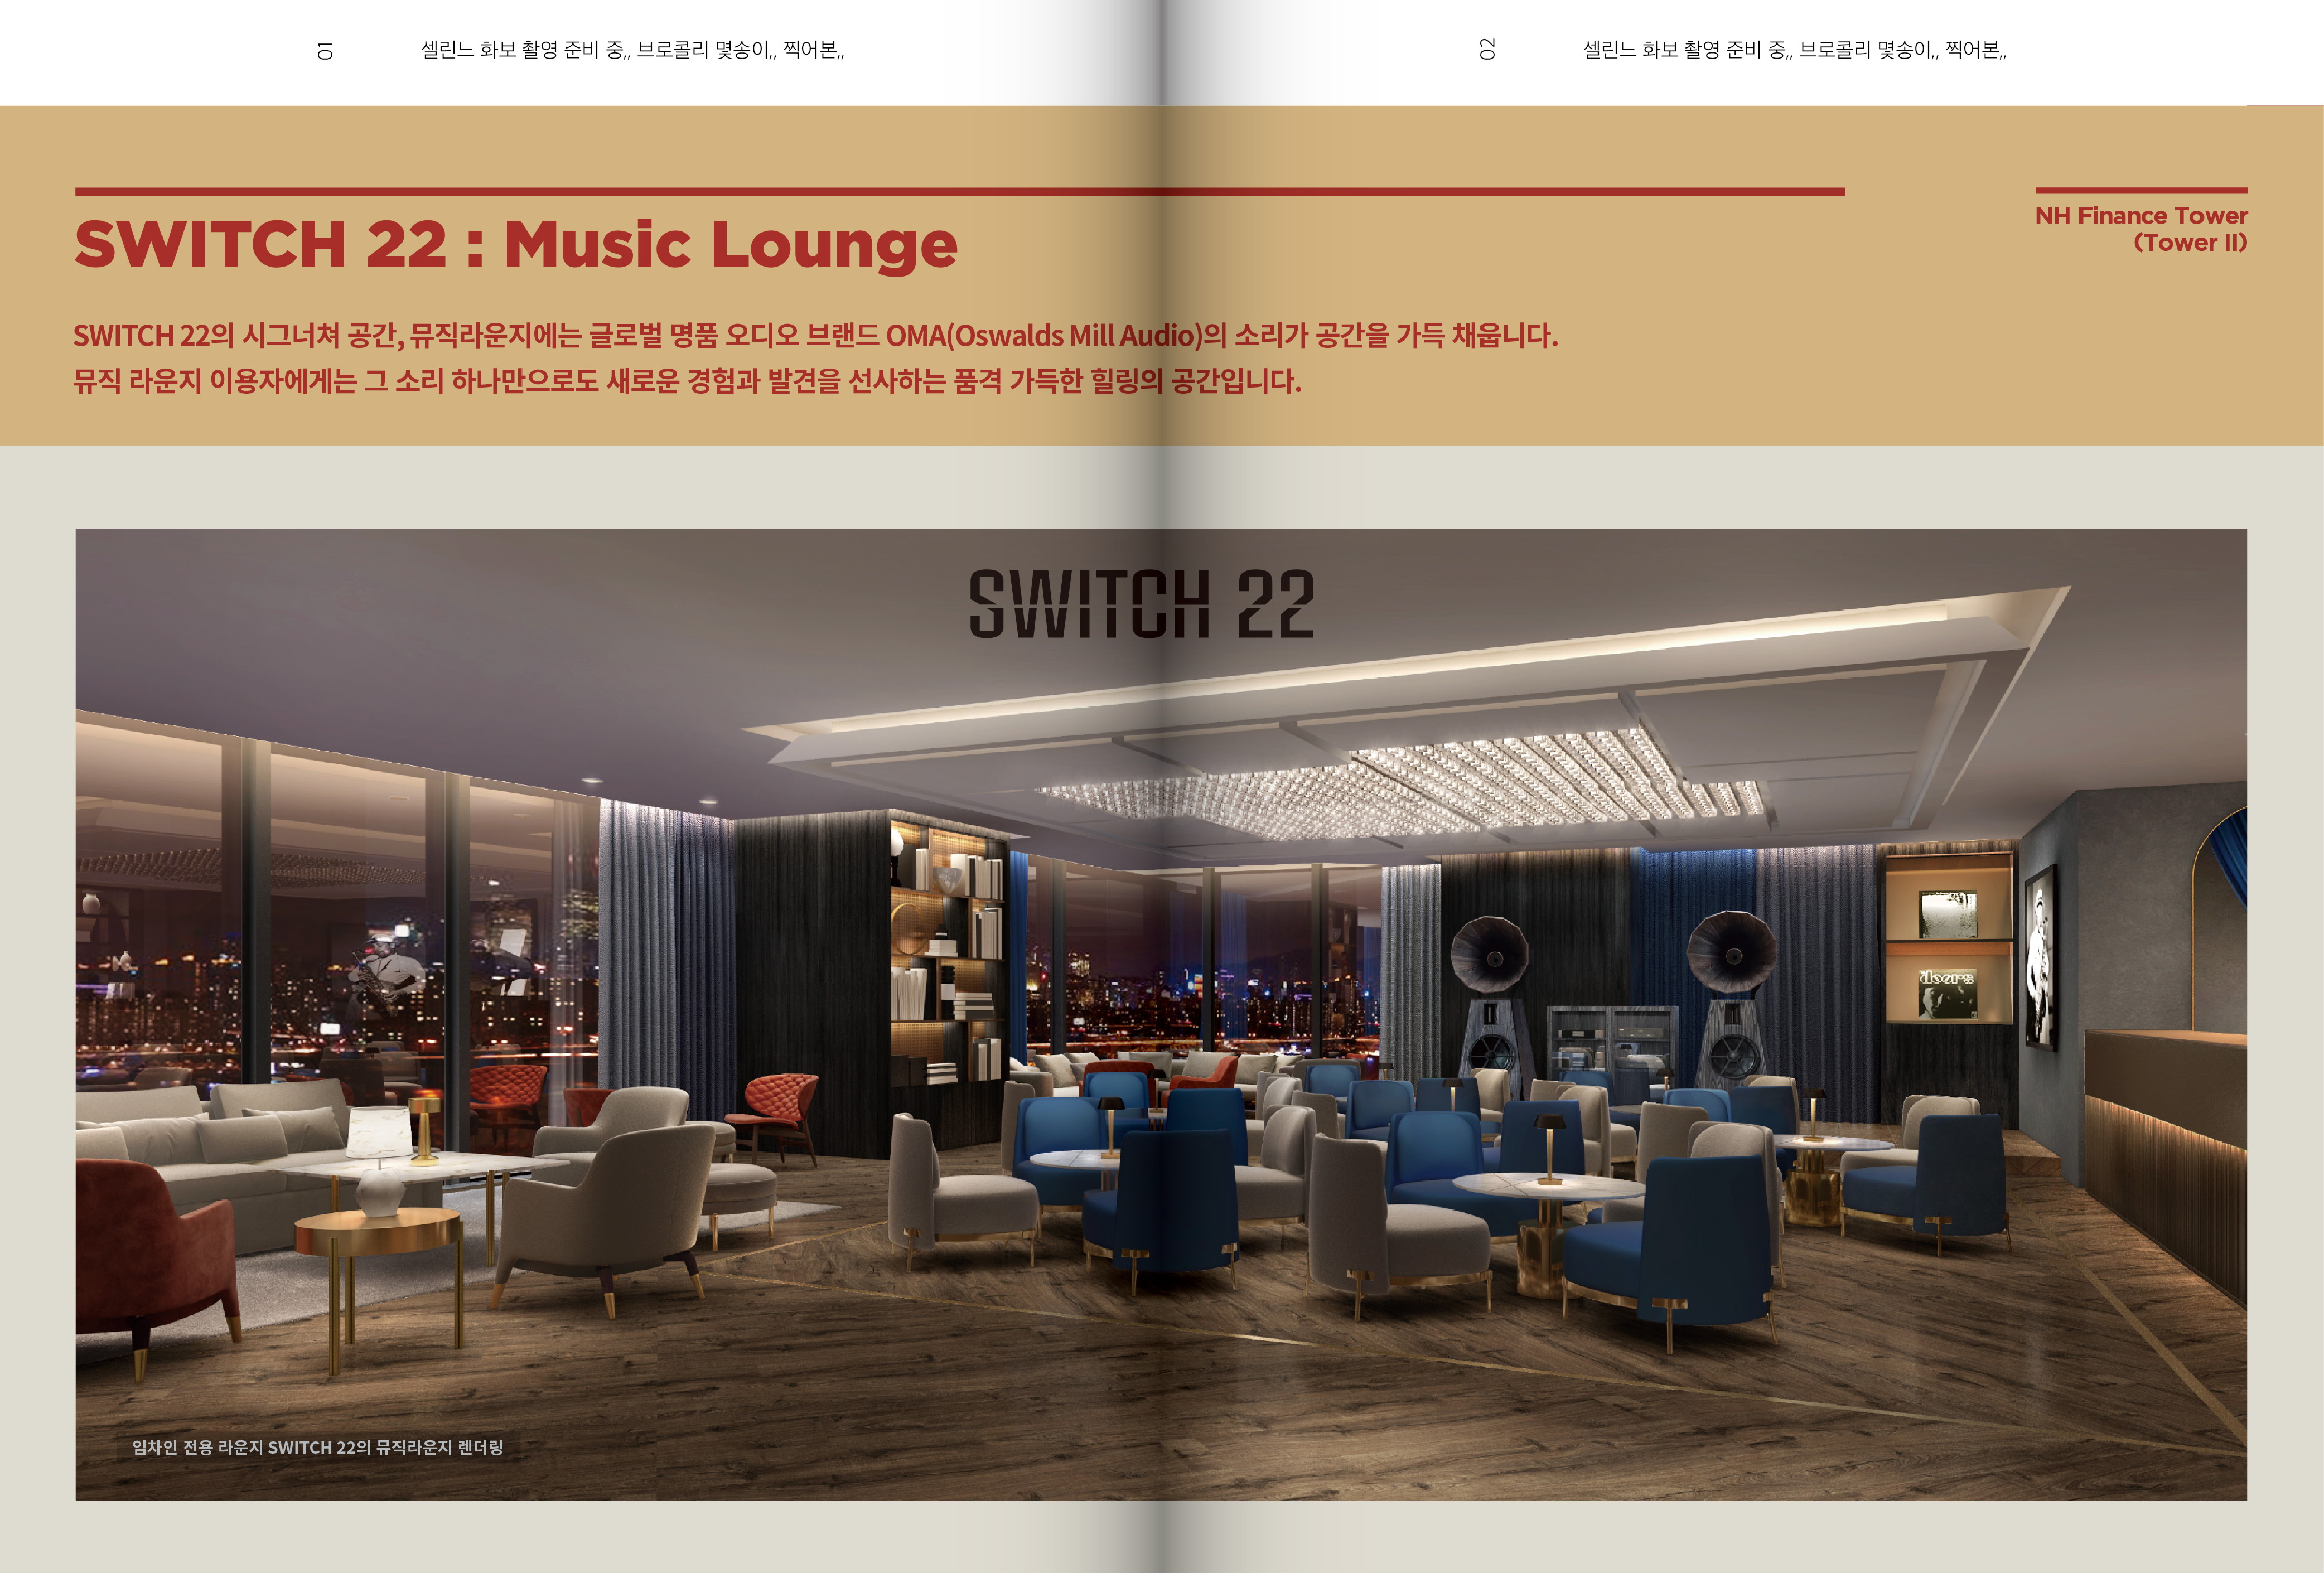 01
셀린느 화보 촬영 준비 중,, 브로콜리 몇송이,, 찍어본,,
02
셀린느 화보 촬영 준비 중,, 브로콜리 몇송이,, 찍어본,,
SWITCH 22 : Music Lounge
NH Finance Tower
(Tower II)
SWITCH 22의 시그너쳐 공간, 뮤직라운지에는 글로벌 명품 오디오 브랜드 OMA(Oswalds Mill Audio)의 소리가 공간을 가득 채웁니다.
뮤직 라운지 이용자에게는 그 소리 하나만으로도 새로운 경험과 발견을 선사하는 품격 가득한 힐링의 공간입니다.
SWITCH 22
doors
임차인 전용 라운지 SWITCH 22의 뮤직라운지 렌더링